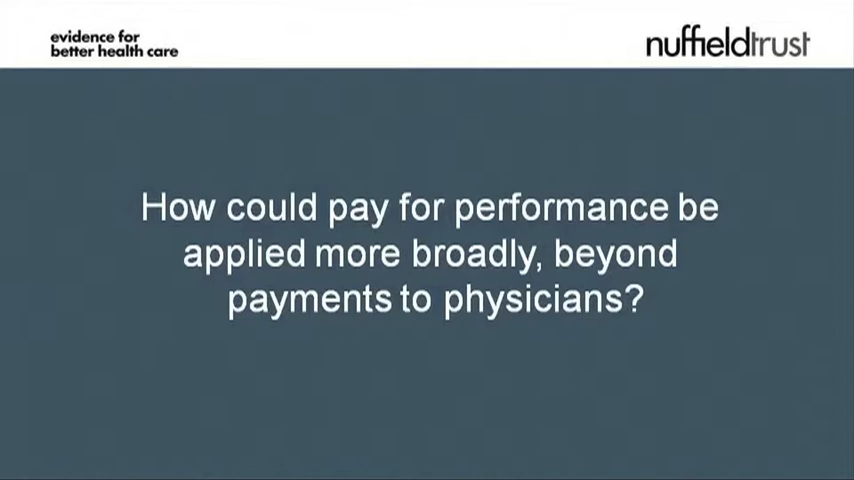 evidence for
better health care
nuffieldtrust
How could pay for performance be
applied more broadly, beyond
payments to physicians?